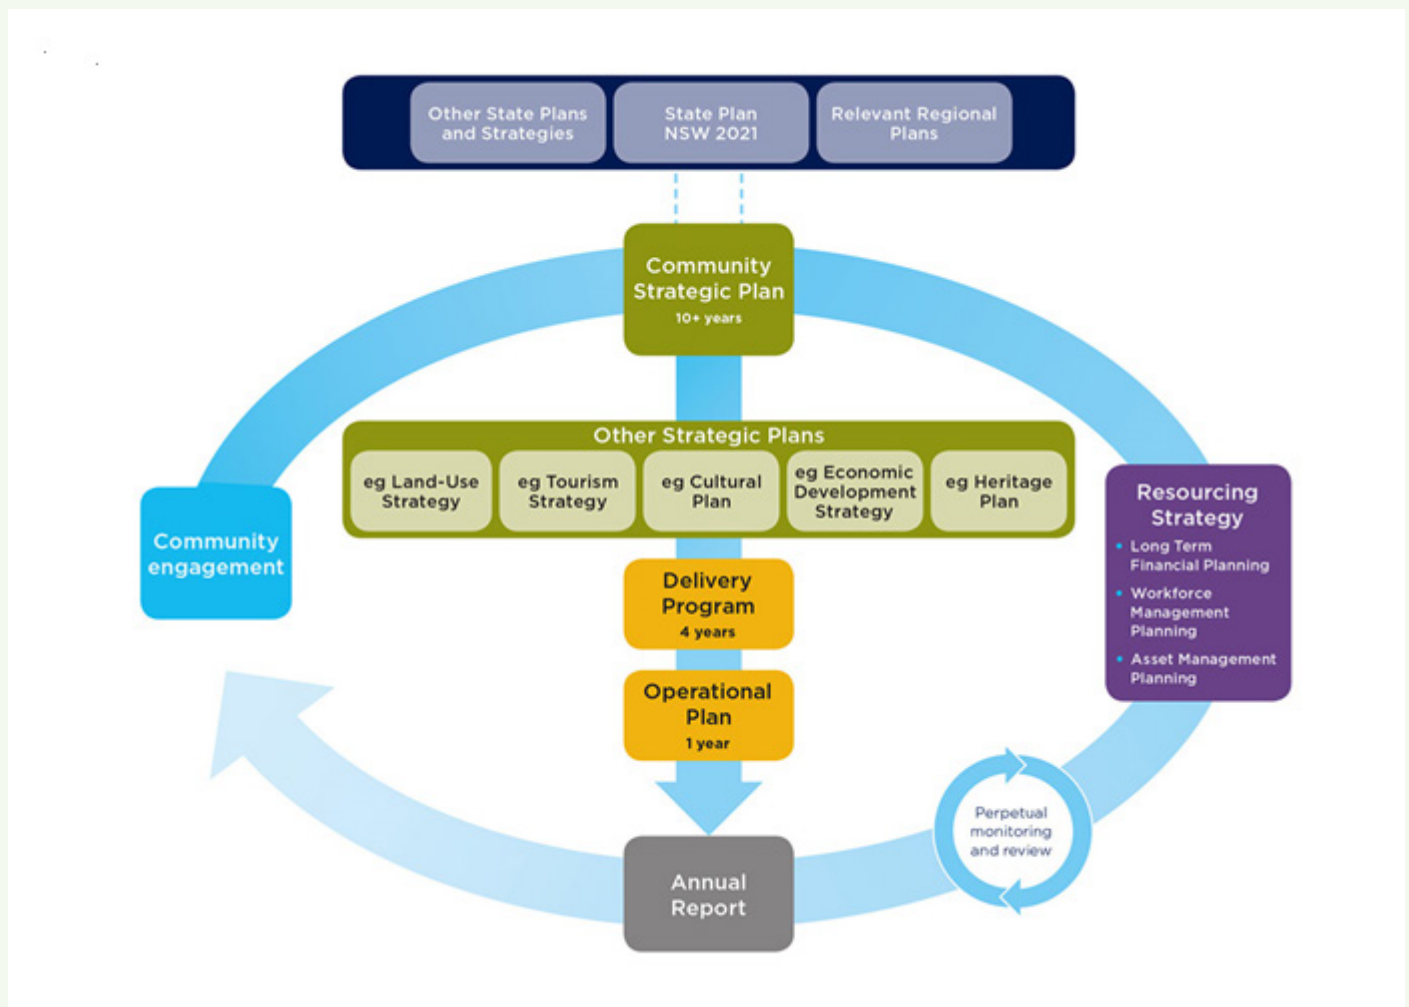 Other State Plans
and Strategies
State Plan
NSW 2021
Relevant Regional
Plans
Community
Strategic Plan
10+ years
Other Strategic Plans
eg Land-Use
Strategy
eg Tourism
Strategy
eg Cultural
Plan
eg Economic
Development
Strategy
eg Heritage
Plan
Community
engagement
Resourcing
Strategy
• Long Term
Financial Planning
• Workforce
Management
Planning
• Asset Management
Planning
Delivery
Program
4 years
Operational
Plan
1 year
Perpetual
monitoring
and review
Annual
Report